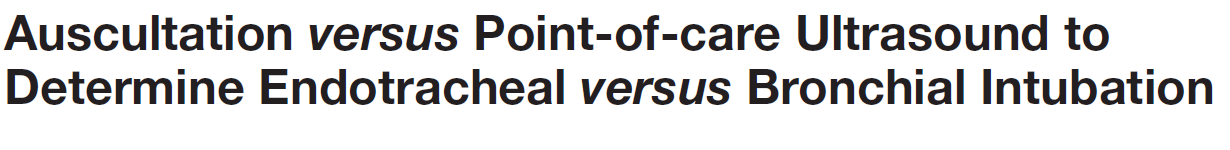 Auscultation versus Point-of-care Ultrasound to
Determine Endotracheal versus Bronchial Intubation